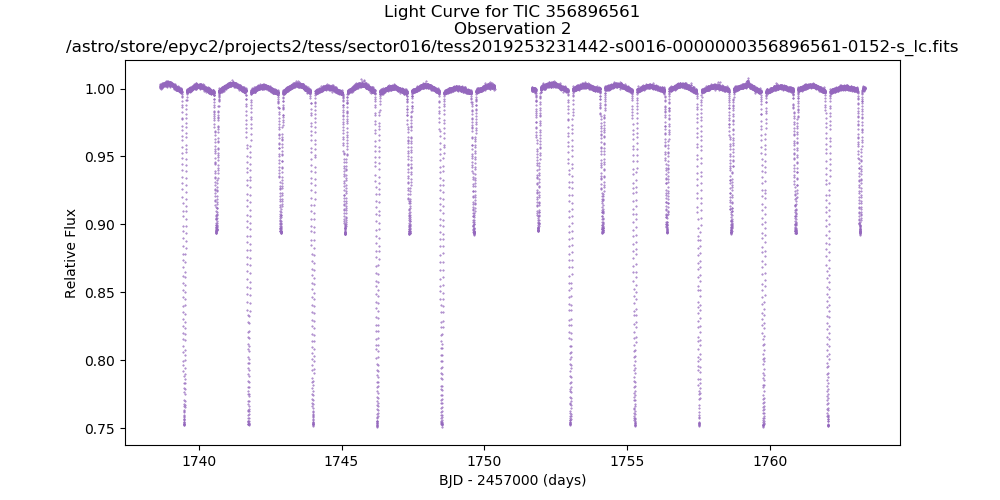 Light Curve for TIC 356896561
Observation 2
/astro/store/epyc2/projects2/tess/sector016/tess2019253231442-s0016-0000000356896561-0152-s_lc.fits
1.00
0.95
0.90
0.85
0.80
0.75
Relative Flux
1740 1745 1750 1755 1760
BJD - 2457000 (days)